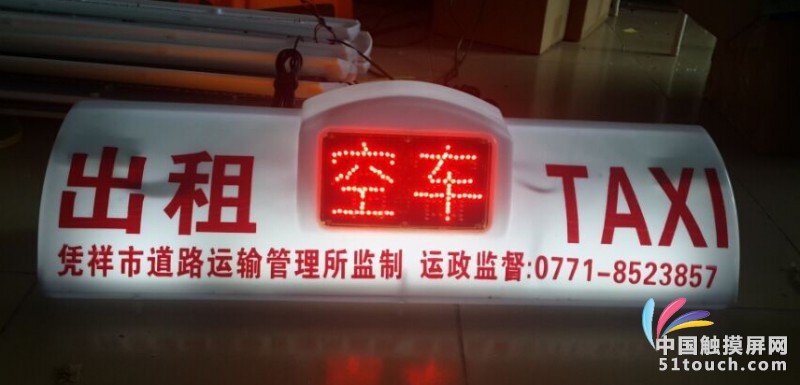 出租 空车 TAXI
凭祥市道路运输管理所监制 运政监督:0771-8523857
中国触摸屏网
51touch.com